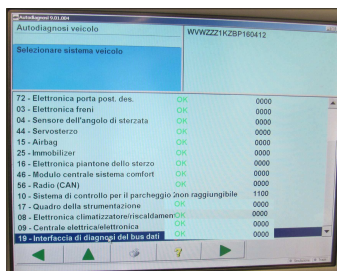 Autodiagnosi 9.01.004
Autodiagnosi veicolo
WVWZZZ1KZBP160412
Selezionare sistema veicolo
72 - Elettronica porta post. des. OK 0000
03 - Elettronica freni OK 0000
04 - Sensore dell'angolo di sterzata OK 0000
44 - Servosterzo OK 0000
15 - Airbag OK 0000
25 - Immobilizer OK 0000
16 - Elettronica piantone dello sterzo OK 0000
46 - Modulo centrale sistema comfort OK 0000
56 - Radio (CAN) OK 0000
10 - Sistema di controllo per il parcheggio non raggiungibile 1100
17 - Quadro della strumentazione OK 0000
08 - Elettronica climatizzatore/riscaldamen OK 0000
09 - Centrale elettrica/elettronica OK 0000
19 - Interfaccia di diagnosi del bus dati OK 0000